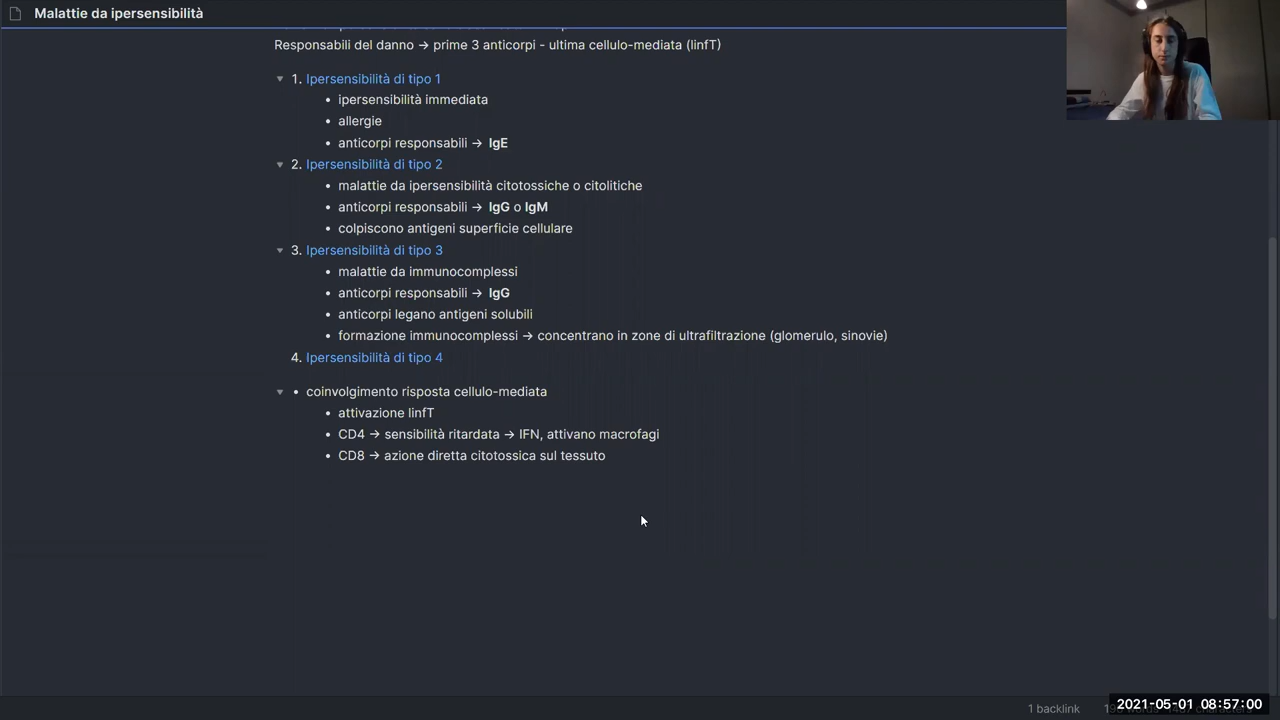 Malattie da ipersensibilità
Responsabili del danno → prime 3 anticorpi - ultima cellulo-mediata (linfT)
1. Ipersensibilità di tipo 1
• ipersensibilità immediata
• allergie
• anticorpi responsabili → IgE
2. Ipersensibilità di tipo 2
• malattie da ipersensibilità citotossiche o citolitiche
• anticorpi responsabili → IgG o IgM
• colpiscono antigeni superficie cellulare
3. Ipersensibilità di tipo 3
• malattie da immunocomplessi
• anticorpi responsabili → IgG
• anticorpi legano antigeni solubili
• formazione immunocomplessi → concentrano in zone di ultrafiltrazione (glomerulo, sinovie)
4. Ipersensibilità di tipo 4
• coinvolgimento risposta cellulo-mediata
• attivazione linfT
• CD4 → sensibilità ritardata → IFN, attivano macrofagi
• CD8 → azione diretta citotossica sul tessuto
1 backlink
2021-05-01 08:57:00